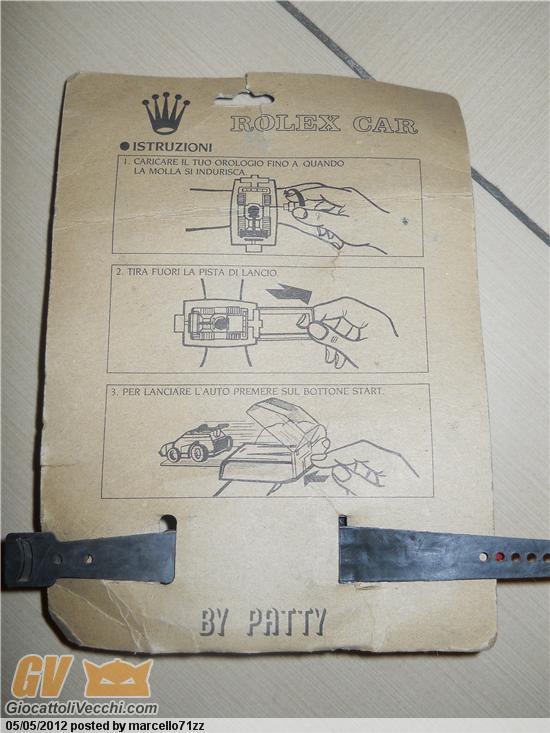 ROLEX CAR
● ISTRUZIONI
1. CARICARE IL TUO OROLOGIO FINO A QUANDO
LA MOLLA SI INDURISCA.
2. TIRA FUORI LA PISTA DI LANCIO.
3. PER LANCIARE L'AUTO PREMERE SUL BOTTONE START.
BY PATTY
GV
GiocattoliVecchi.com
05/05/2012 posted by marcello71zz